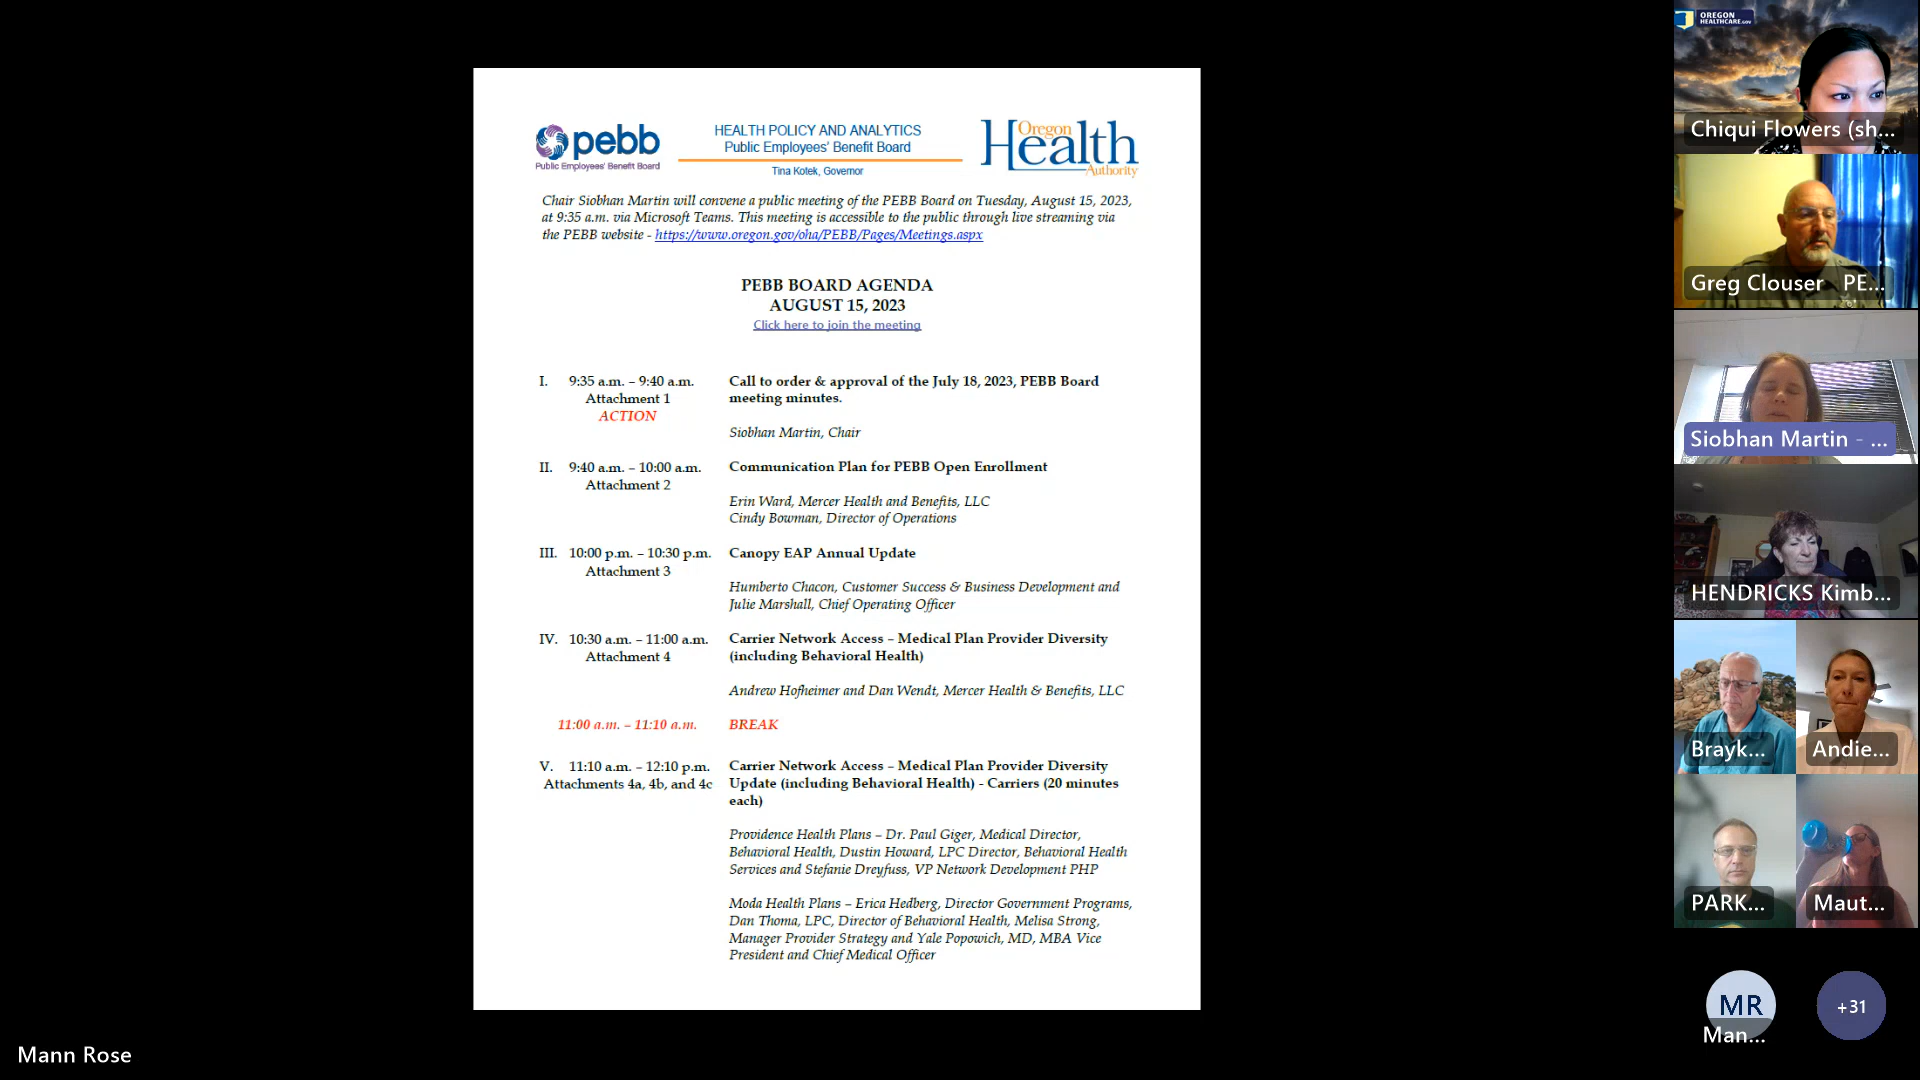 pebb
Public Employees' Benefit Board
HEALTH POLICY AND ANALYTICS
Public Employees' Benefit Board
Tina Kotek, Governor
Oregon
Health
Authority
Chair Siobhan Martin will convene a public meeting of the PEBB Board on Tuesday, August 15, 2023,
at 9:35 a.m. via Microsoft Teams. This meeting is accessible to the public through live streaming via
the PEBB website - https://www.oregon.gov/oha/PEBB/Pages/Meetings.aspx
PEBB BOARD AGENDA
AUGUST 15, 2023
Click here to join the meeting
I. 9:35 a.m. – 9:40 a.m. Call to order & approval of the July 18, 2023, PEBB Board
Attachment 1 meeting minutes.
ACTION
Siobhan Martin, Chair
II. 9:40 a.m. – 10:00 a.m. Communication Plan for PEBB Open Enrollment
Attachment 2
Erin Ward, Mercer Health and Benefits, LLC
Cindy Bowman, Director of Operations
III. 10:00 p.m. – 10:30 p.m. Canopy EAP Annual Update
Attachment 3
Humberto Chacon, Customer Success & Business Development and
Julie Marshall, Chief Operating Officer
IV. 10:30 a.m. – 11:00 a.m. Carrier Network Access – Medical Plan Provider Diversity
Attachment 4 (including Behavioral Health)
Andrew Hofheimer and Dan Wendt, Mercer Health & Benefits, LLC
11:00 a.m. – 11:10 a.m. BREAK
V. 11:10 a.m. – 12:10 p.m. Carrier Network Access – Medical Plan Provider Diversity
Attachments 4a, 4b, and 4c Update (including Behavioral Health) - Carriers (20 minutes
each)
Providence Health Plans – Dr. Paul Giger, Medical Director,
Behavioral Health, Dustin Howard, LPC Director, Behavioral Health
Services and Stefanie Dreyfuss, VP Network Development PHP
Moda Health Plans – Erica Hedberg, Director Government Programs,
Dan Thoma, LPC, Director of Behavioral Health, Melisa Strong,
Manager Provider Strategy and Yale Popowich, MD, MBA Vice
President and Chief Medical Officer
OREGON
HEALTHCARE.GOV
Chiqui Flowers (sh...
Greg Clouser PE...
Siobhan Martin - ...
HENDRICKS Kimb...
Brayk...
Andie...
PARK...
Maut...
MR
Man...
+31
Mann Rose